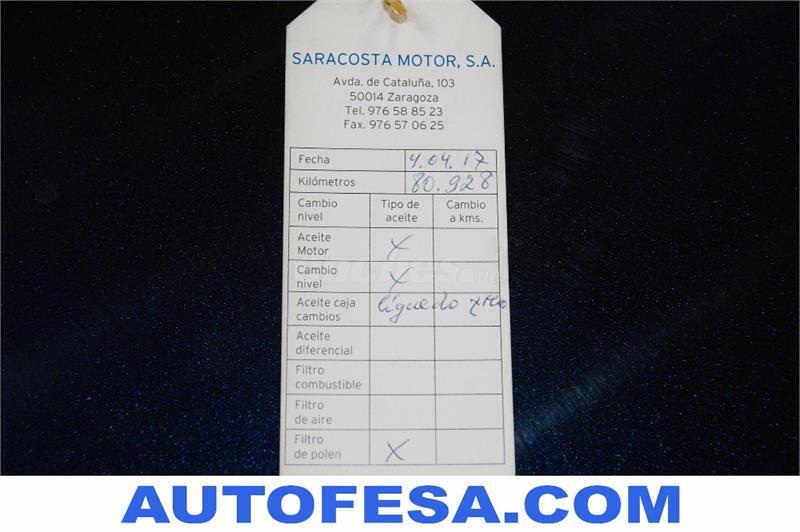 SARACOSTA MOTOR, S.A.
Avda. de Cataluña, 103
50014 Zaragoza
Tel. 976 58 85 23
Fax. 976 57 06 25
Fecha 4.04.17
Kilómetros 80.928
Cambio nivel Tipo de aceite Cambio a kms.
Aceite Motor X
Cambio nivel X
Aceite caja cambios liquedo
Aceite diferencial
Filtro combustible
Filtro de aire
Filtro de polen X
AUTOFESA.COM